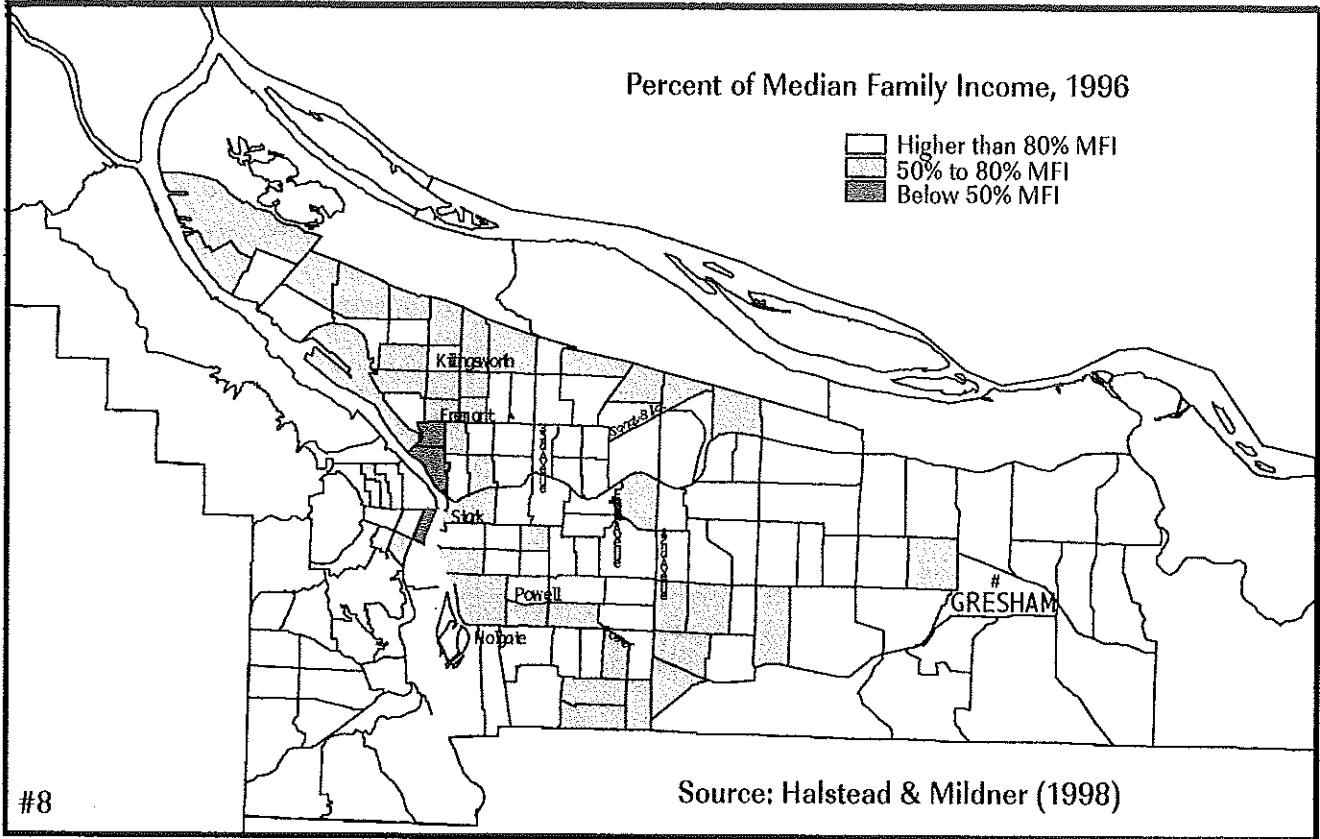 Percent of Median Family Income, 1996
Higher than 80% MFI
50% to 80% MFI
Below 50% MFI
Killingsworth
Fremont
Stark
Powell
Holgate
#
GRESHAM
#8
Source: Halstead & Mildner (1998)